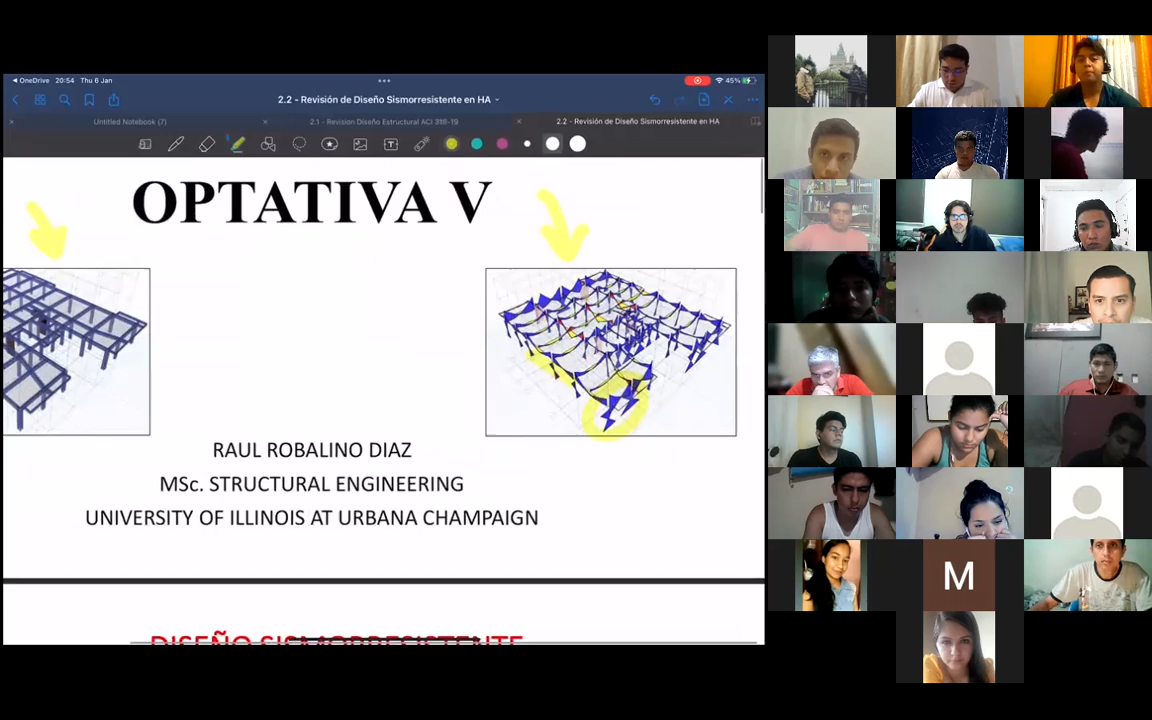 OneDrive 20:54 Thu 6 Jan
45%
2.2 - Revisión de Diseño Sismorresistente en HA
Untitled Notebook (7)
2.1 - Revision Diseño Estructural ACI 318-19
2.2 - Revisión de Diseño Sismorresistente en HA
OPTATIVA V
RAUL ROBALINO DIAZ
MSc. STRUCTURAL ENGINEERING
UNIVERSITY OF ILLINOIS AT URBANA CHAMPAIGN
DISEÑO SISMORRESISTENTE
M